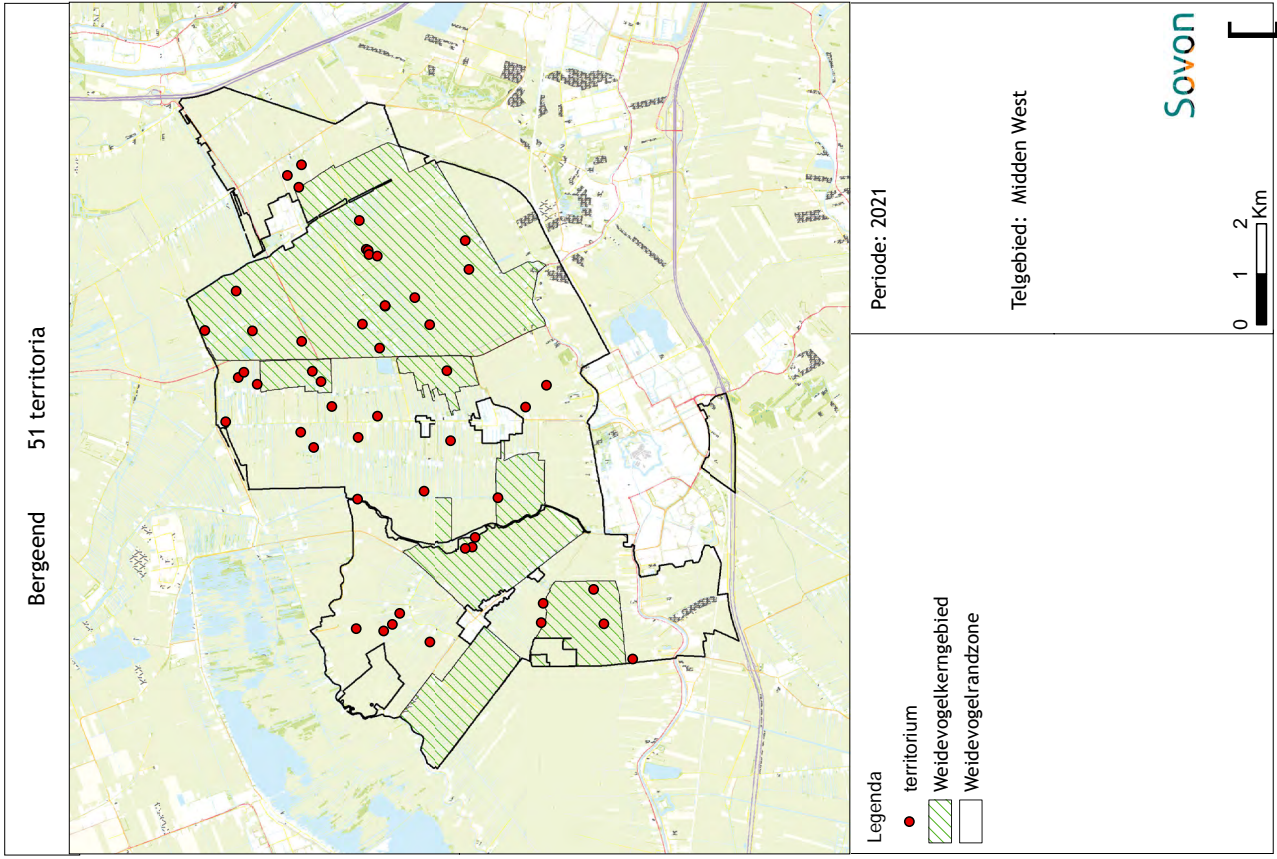 Bergeend 51 territoria
Legenda
territorium
Weidevogelkerngebied
Weidevogelrandzone
Periode: 2021
Telgebied: Midden West
0 1 2
Km
Sovon